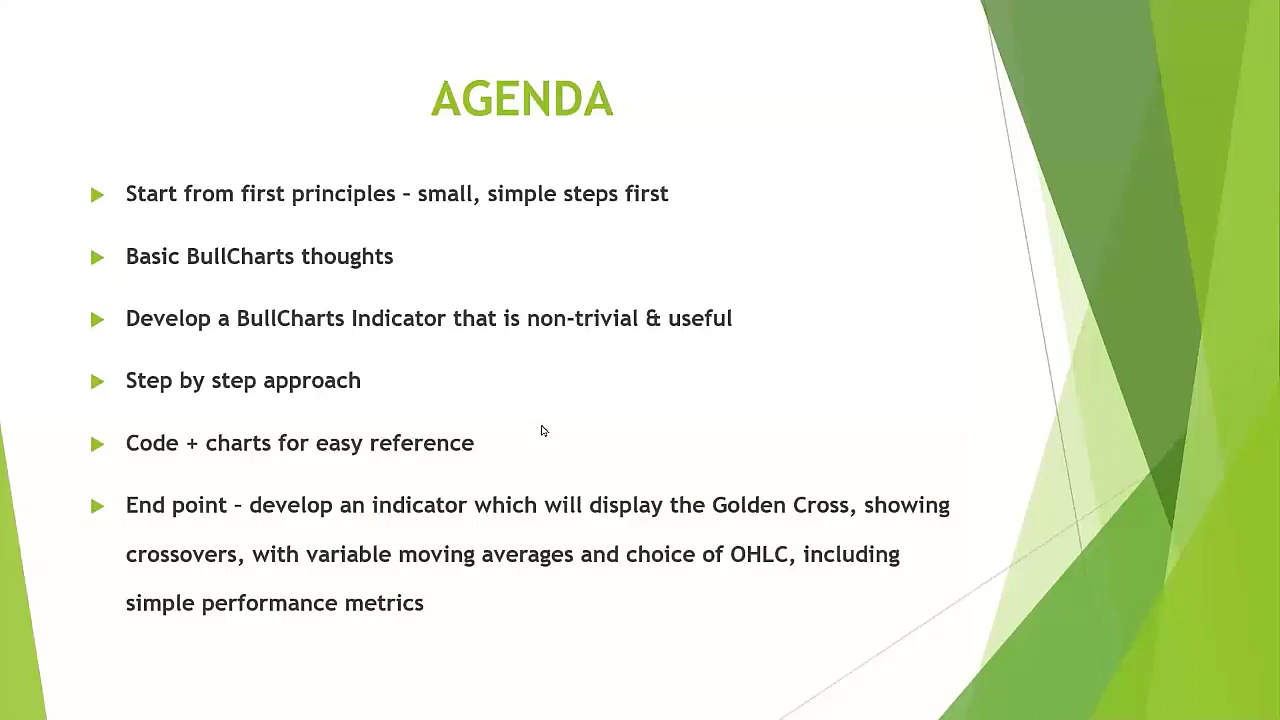 AGENDA
Start from first principles – small, simple steps first
Basic BullCharts thoughts
Develop a BullCharts Indicator that is non-trivial & useful
Step by step approach
Code + charts for easy reference
End point – develop an indicator which will display the Golden Cross, showing
crossovers, with variable moving averages and choice of OHLC, including
simple performance metrics